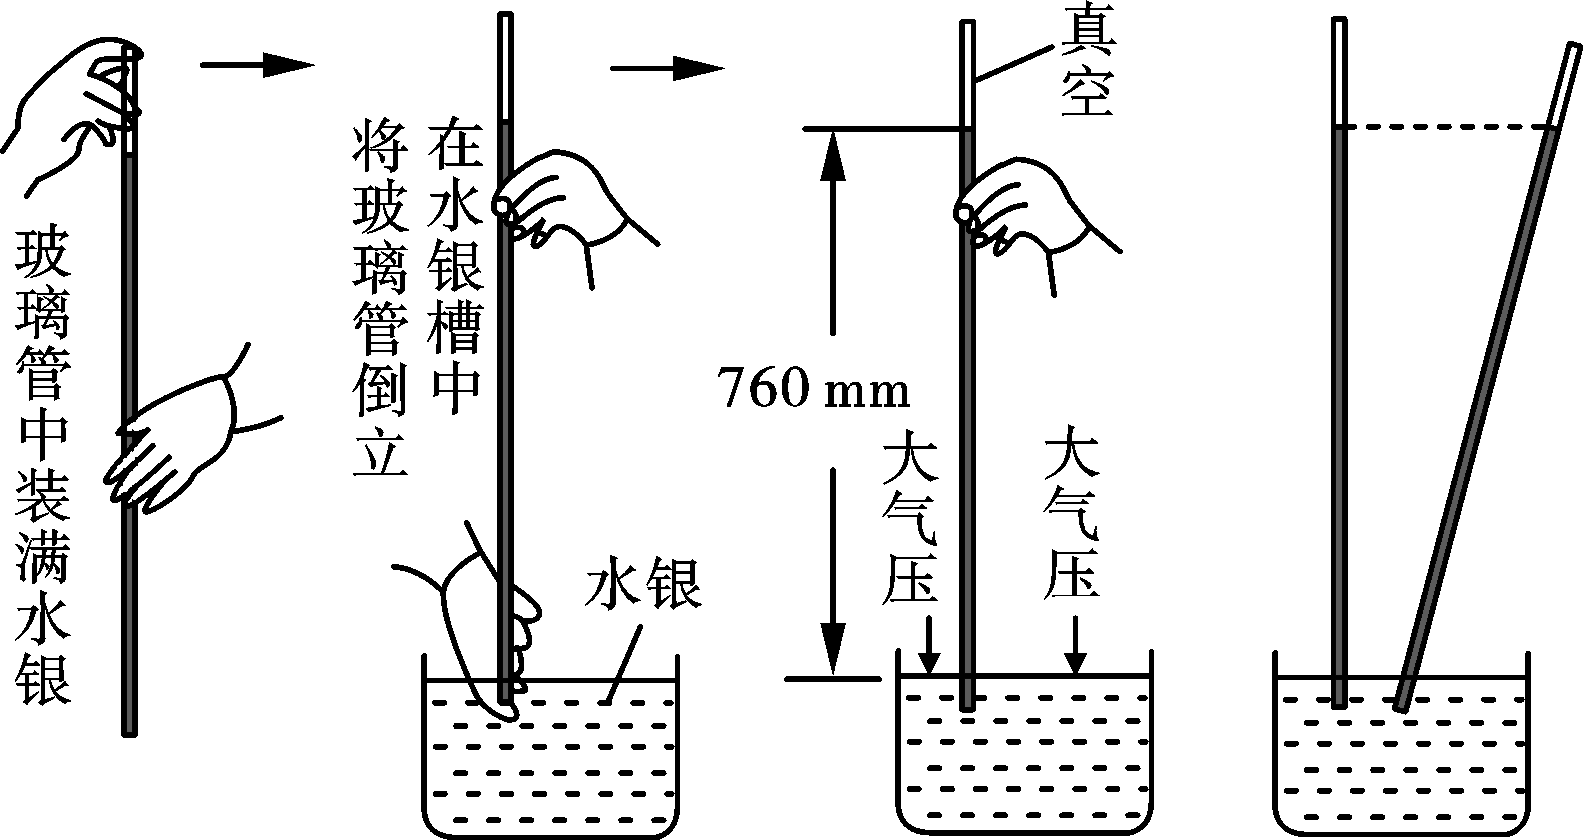 玻璃管中装满水银
在水银槽中
将玻璃管倒立
水银
真空
760 mm
大气压
大气压